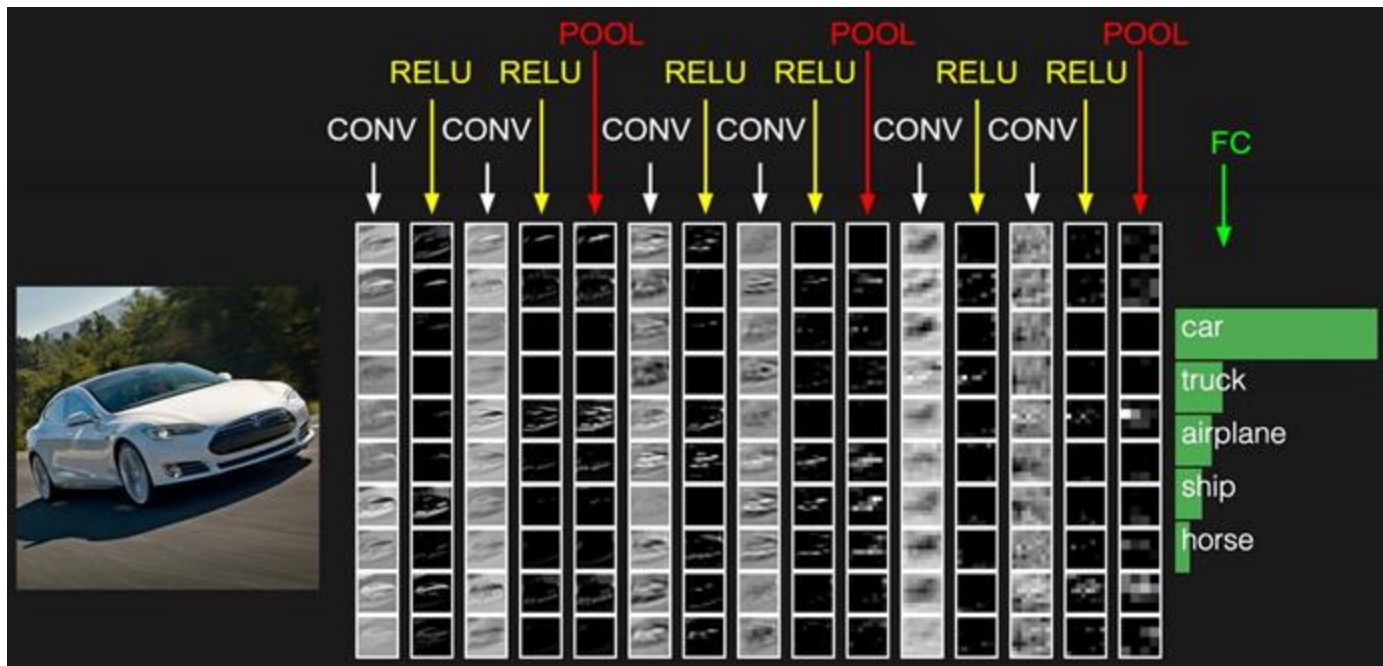 POOL POOL POOL
RELU RELU RELU RELU RELU RELU
CONV CONV CONV CONV CONV CONV
FC
car
truck
airplane
ship
horse